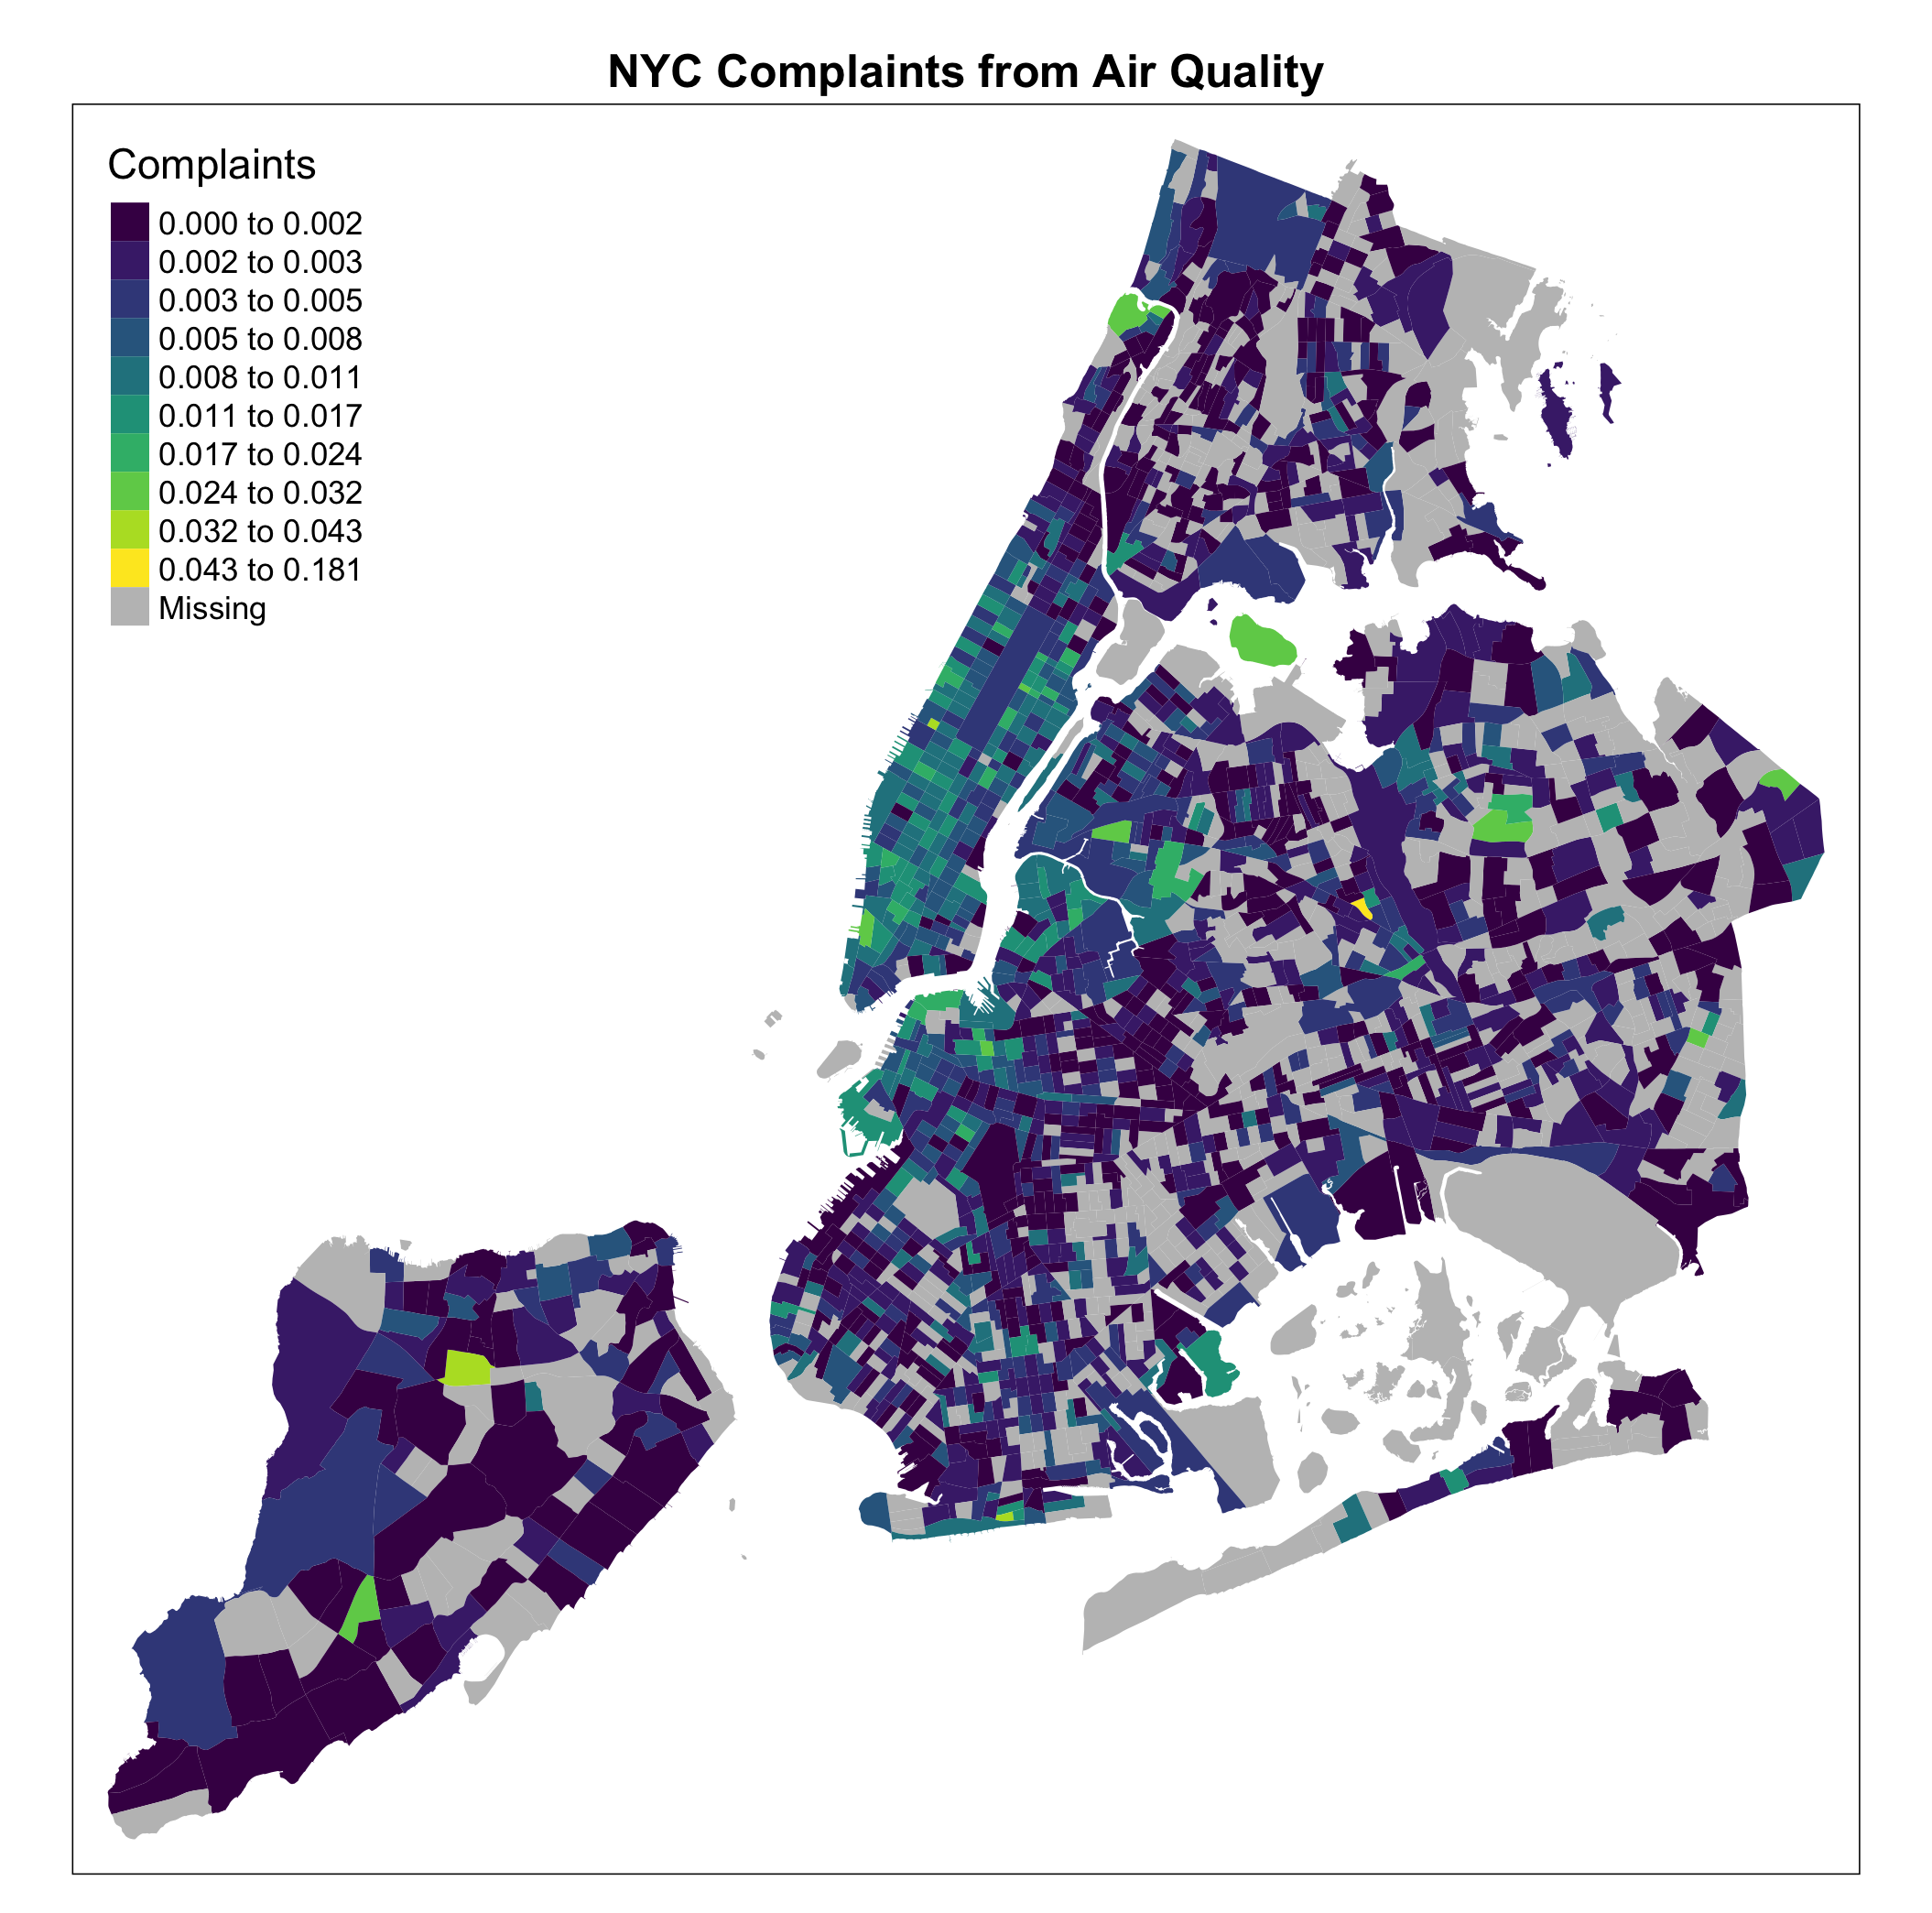 NYC Complaints from Air Quality
Complaints
0.000 to 0.002
0.002 to 0.003
0.003 to 0.005
0.005 to 0.008
0.008 to 0.011
0.011 to 0.017
0.017 to 0.024
0.024 to 0.032
0.032 to 0.043
0.043 to 0.181
Missing